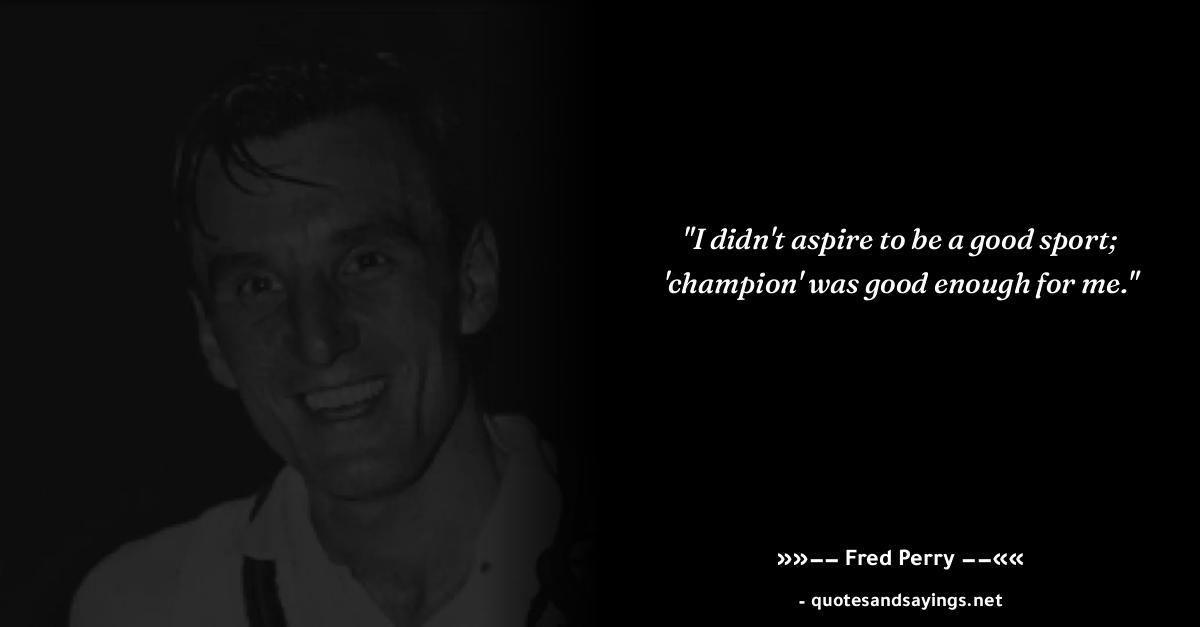 "I didn't aspire to be a good sport;
'champion' was good enough for me."
»»−− Fred Perry −−««
- quotesandsayings.net